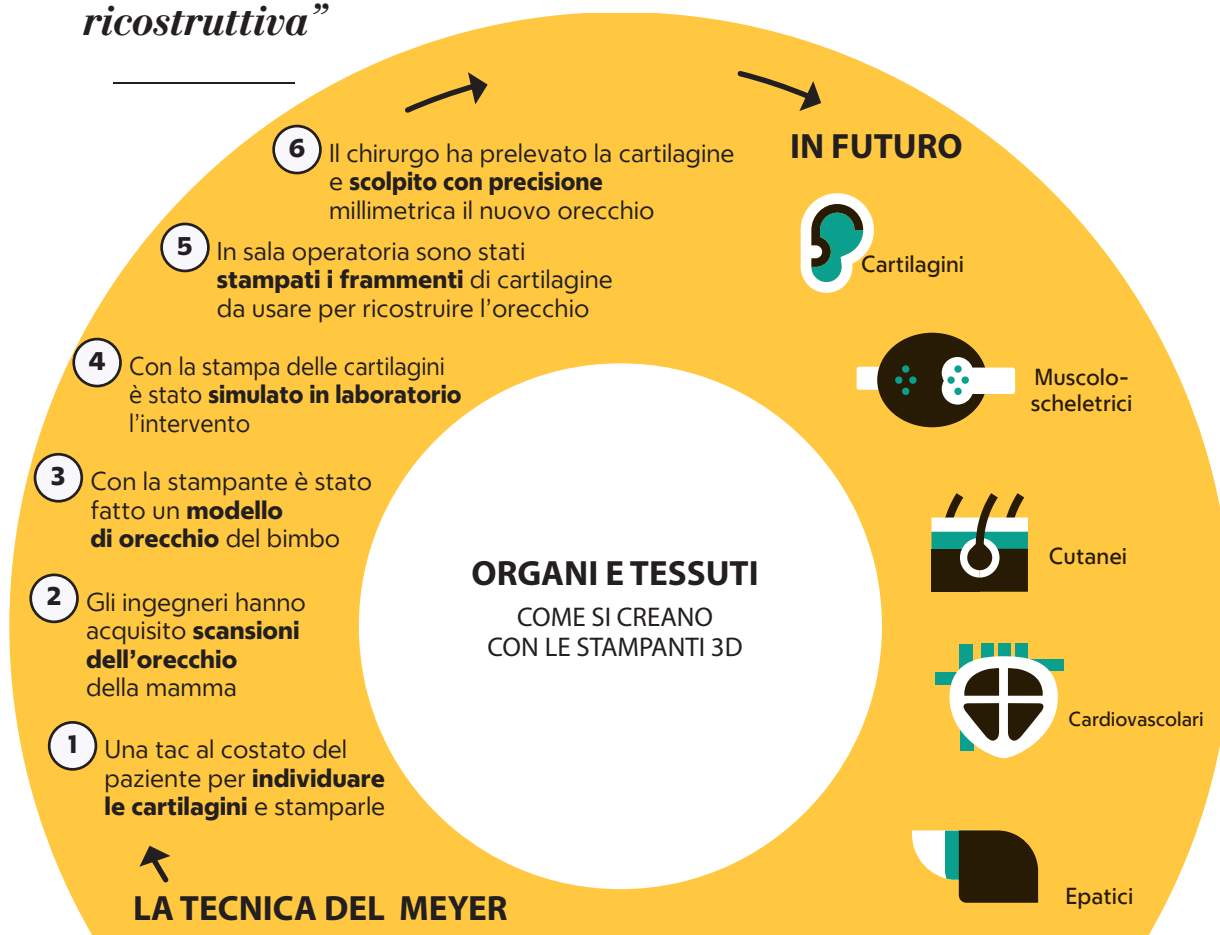 ricostruttiva”
6
Il chirurgo ha prelevato la cartilagine
e scolpito con precisione
millimetrica il nuovo orecchio
5
In sala operatoria sono stati
stampati i frammenti di cartilagine
da usare per ricostruire l’orecchio
4
Con la stampa delle cartilagini
è stato simulato in laboratorio
l’intervento
3
Con la stampante è stato
fatto un modello
di orecchio del bimbo
2
Gli ingegneri hanno
acquisito scansioni
dell’orecchio
della mamma
1
Una tac al costato del
paziente per individuare
le cartilagini e stamparle
LA TECNICA DEL MEYER
ORGANI E TESSUTI
COME SI CREANO
CON LE STAMPANTI 3D
IN FUTURO
Cartilagini
Muscolo-
scheletrici
Cutanei
Cardiovascolari
Epatici